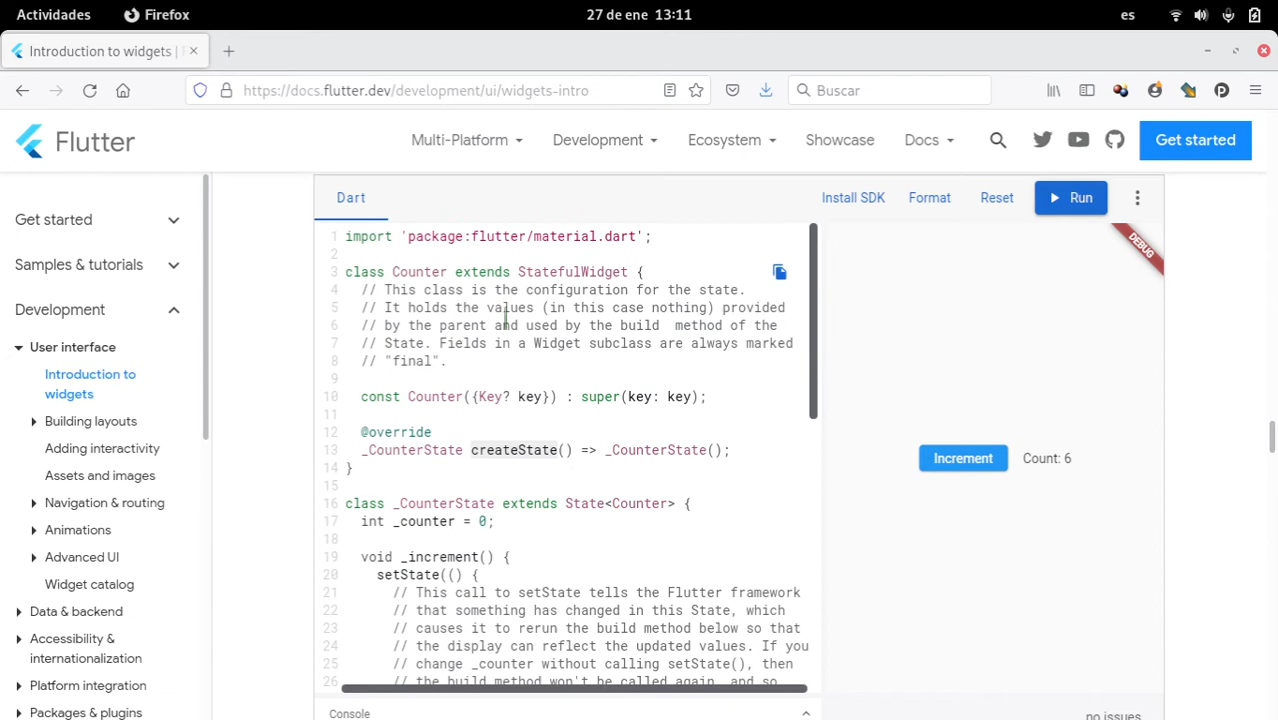 Actividades
Firefox
27 de ene 13:11
es
Introduction to widgets | F
https://docs.flutter.dev/development/ui/widgets-intro
Buscar
Flutter
Multi-Platform
Development
Ecosystem
Showcase
Docs
Get started
Get started
Samples & tutorials
Development
User interface
Introduction to
widgets
Building layouts
Adding interactivity
Assets and images
Navigation & routing
Animations
Advanced UI
Widget catalog
Data & backend
Accessibility &
internationalization
Platform integration
Packages & plugins
Dart
Install SDK
Format
Reset
Run
1 import 'package:flutter/material.dart';
2
3 class Counter extends StatefulWidget {
4 // This class is the configuration for the state.
5 // It holds the values (in this case nothing) provided
6 // by the parent and used by the build  method of the
7 // State. Fields in a Widget subclass are always marked
8 // "final".
9
10 const Counter({Key? key}) : super(key: key);
11
12 @override
13 _CounterState createState() => _CounterState();
14 }
15
16 class _CounterState extends State<Counter> {
17 int _counter = 0;
18
19 void _increment() {
20 setState(() {
21 // This call to setState tells the Flutter framework
22 // that something has changed in this State, which
23 // causes it to rerun the build method below so that
24 // the display can reflect the updated values. If you
25 // change _counter without calling setState(), then
26 // the build method won't be called again, and so
DEBUG
Increment
Count: 6
Console
no issues